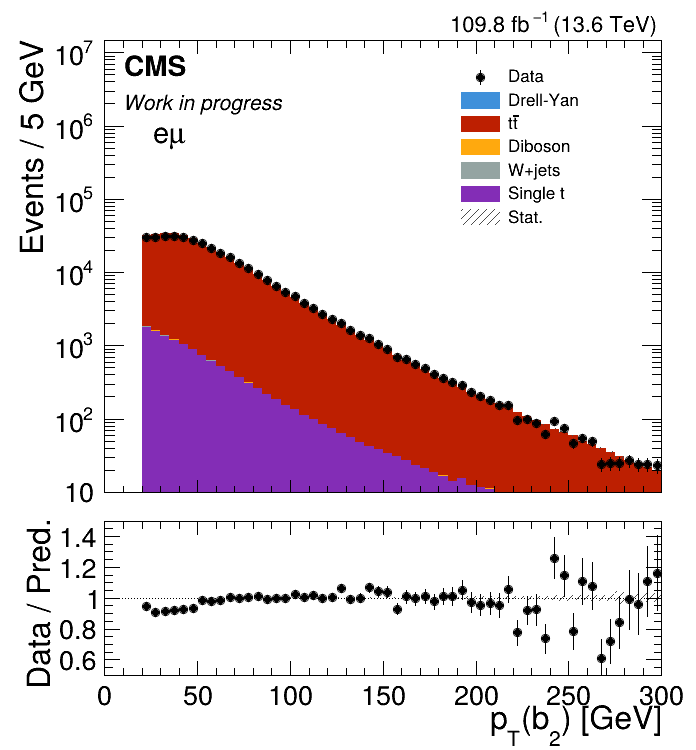 109.8 fb⁻¹ (13.6 TeV)
CMS
Work in progress
eμ
Data
Drell-Yan
tt̄
Diboson
W+jets
Single t
Stat.
Events / 5 GeV
10⁷
10⁶
10⁵
10⁴
10³
10²
10
Data / Pred.
1.4
1.2
1
0.8
0.6
0 50 100 150 200 250 300
p_T(b₂) [GeV]